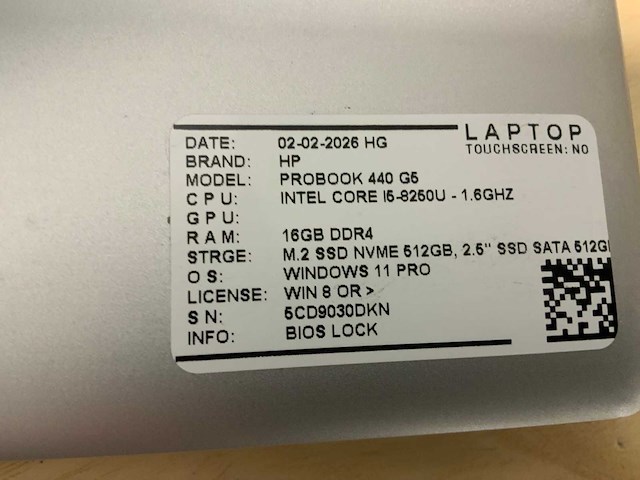 LAPTOP
TOUCHSCREEN: NO
DATE: 02-02-2026 HG
BRAND: HP
MODEL: PROBOOK 440 G5
CPU: INTEL CORE I5-8250U - 1.6GHZ
GPU:
RAM: 16GB DDR4
STRGE: M.2 SSD NVME 512GB, 2.5" SSD SATA 512G
OS: WINDOWS 11 PRO
LICENSE: WIN 8 OR >
SN: 5CD9030DKN
INFO: BIOS LOCK